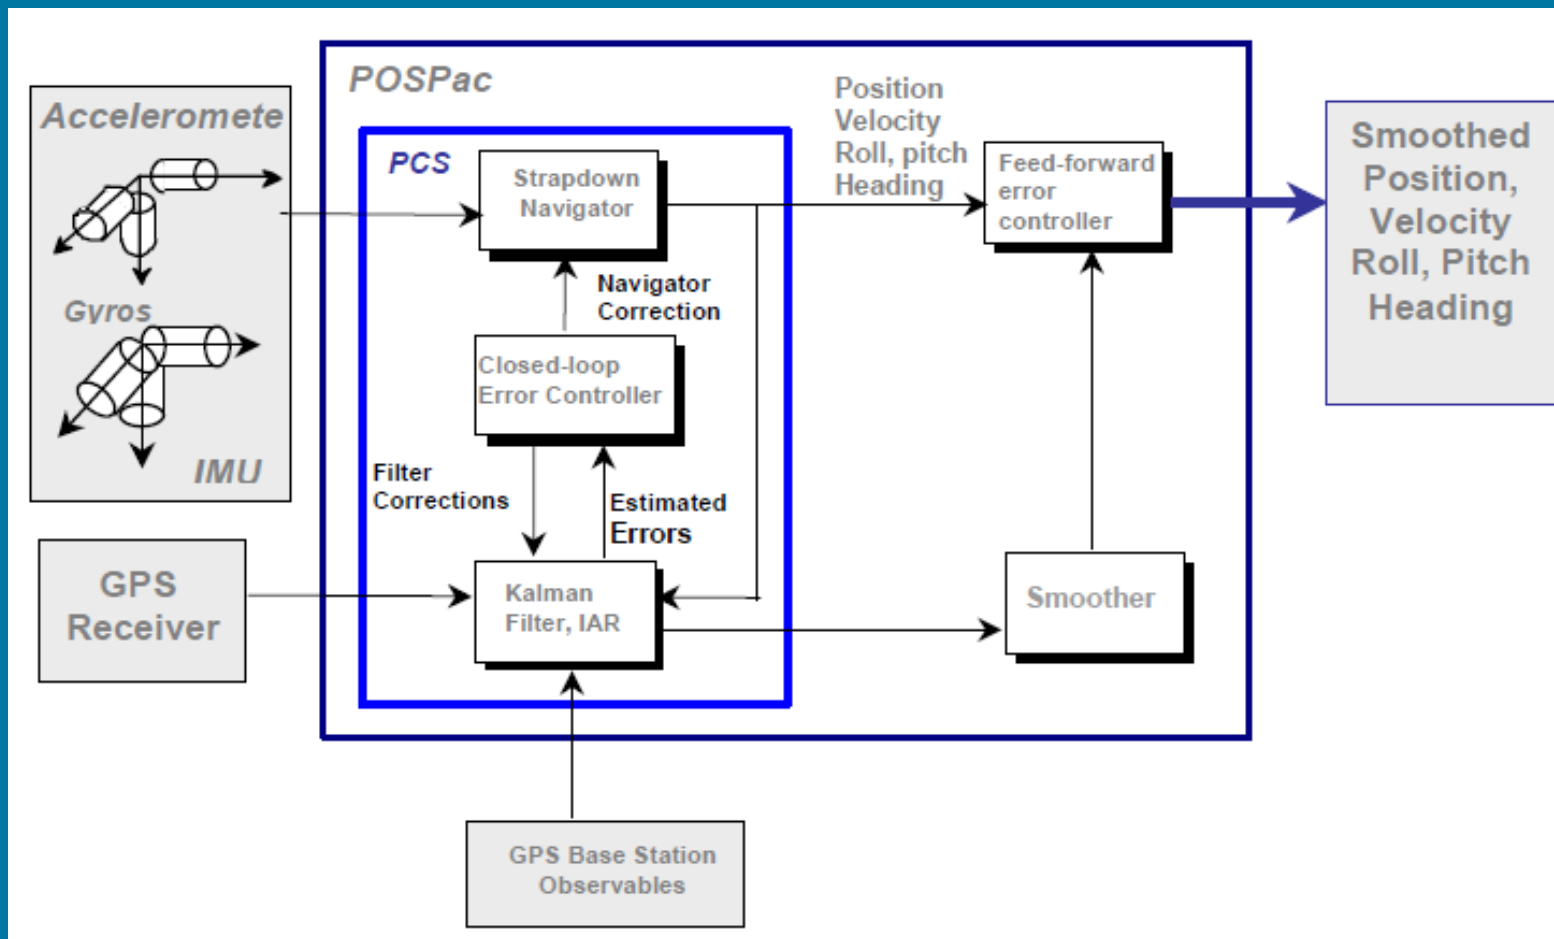 POSPac
Acceleromete
Gyros
IMU
GPS
Receiver
PCS
Strapdown
Navigator
Navigator
Correction
Closed-loop
Error Controller
Filter
Corrections
Estimated
Errors
Kalman
Filter, IAR
GPS Base Station
Observables
Position
Velocity
Roll, pitch
Heading
Feed-forward
error
controller
Smoother
Smoothed
Position,
Velocity
Roll, Pitch
Heading